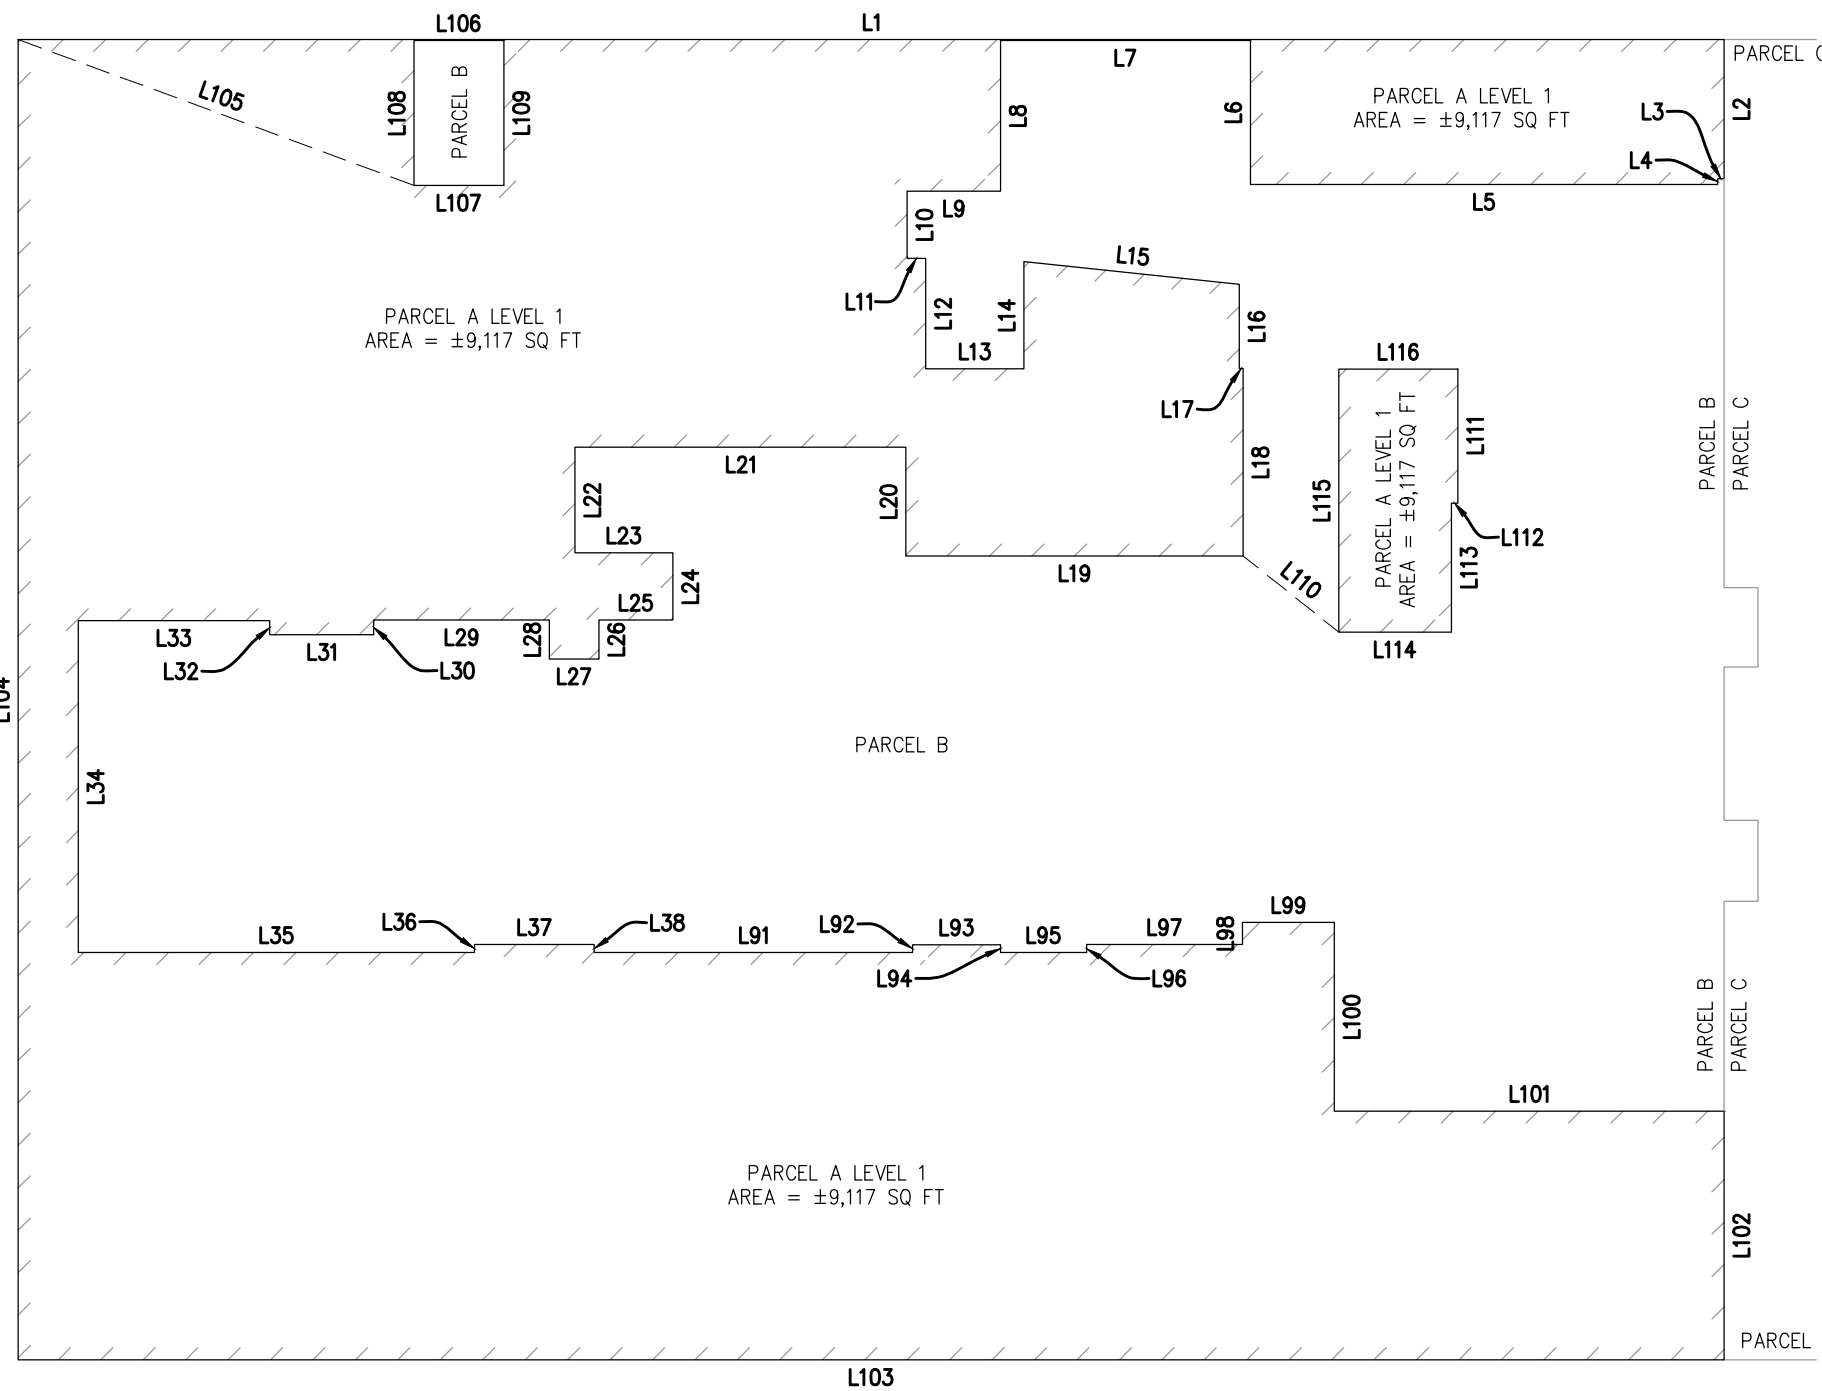 L106
L1
PARCEL C
L7
L105
L108
PARCEL B
L109
L8
L6
PARCEL A LEVEL 1
AREA = ±9,117 SQ FT
L3
L2
L4
L107
L9
L10
L5
L11
L12
L14
L15
L16
L13
PARCEL A LEVEL 1
AREA = ±9,117 SQ FT
L17
L116
L18
L115
PARCEL A LEVEL 1
AREA = ±9,117 SQ FT
L111
L112
L113
L114
L110
PARCEL B
PARCEL C
L21
L22
L20
L23
L24
L25
L19
L33
L32
L31
L30
L29
L28
L26
L27
L104
L34
PARCEL B
L35
L36
L37
L38
L91
L92
L93
L94
L95
L96
L97
L98
L99
L100
L101
PARCEL B
PARCEL C
PARCEL A LEVEL 1
AREA = ±9,117 SQ FT
L102
PARCEL
L103